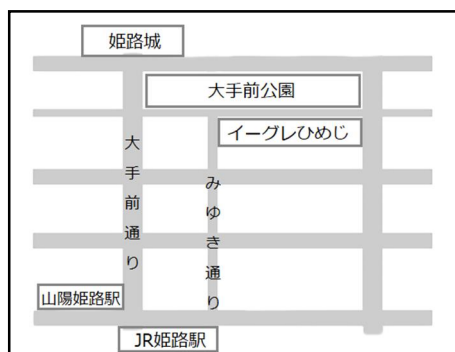 姫路城
大手前公園
イーグレひめじ
大手前通り
みゆき通り
山陽姫路駅
JR姫路駅